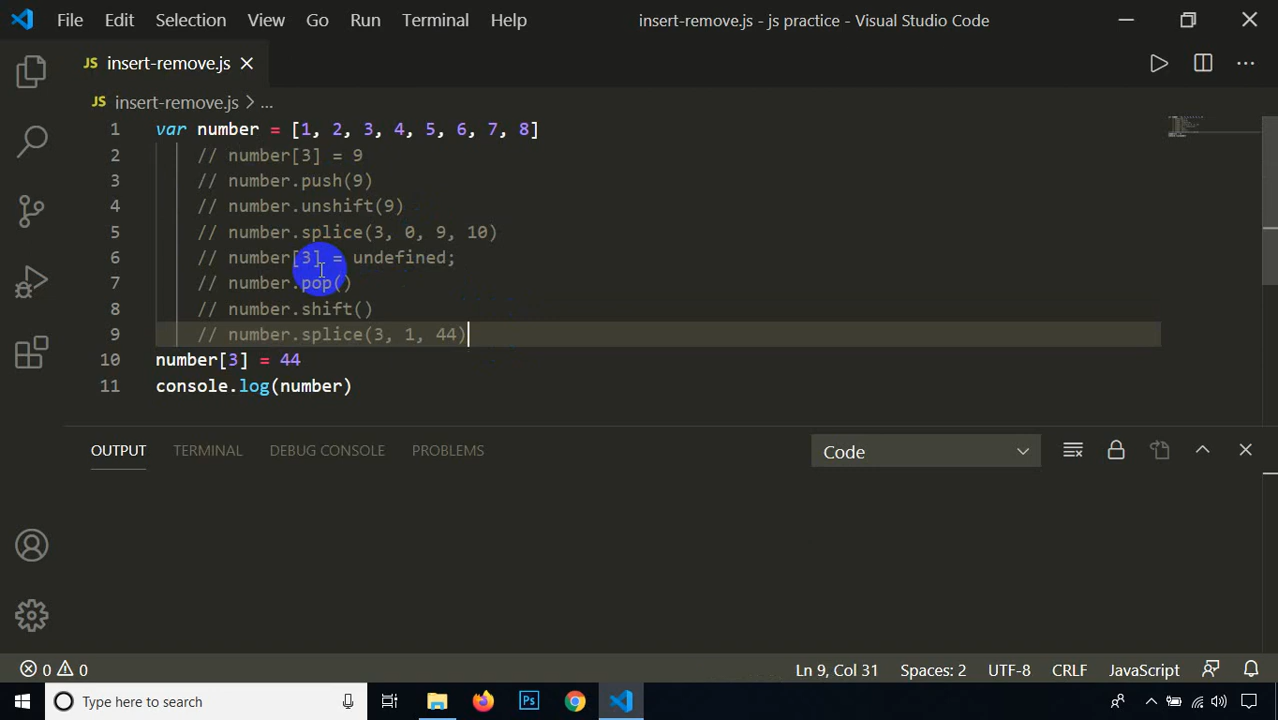 File Edit Selection View Go Run Terminal Help insert-remove.js - js practice - Visual Studio Code
JS insert-remove.js
JS insert-remove.js > ...
1 var number = [1, 2, 3, 4, 5, 6, 7, 8]
2 // number[3] = 9
3 // number.push(9)
4 // number.unshift(9)
5 // number.splice(3, 0, 9, 10)
6 // number[3] = undefined;
7 // number.pop()
8 // number.shift()
9 // number.splice(3, 1, 44)
10 number[3] = 44
11 console.log(number)
OUTPUT TERMINAL DEBUG CONSOLE PROBLEMS Code
0 0 Ln 9, Col 31 Spaces: 2 UTF-8 CRLF JavaScript
Type here to search Ps